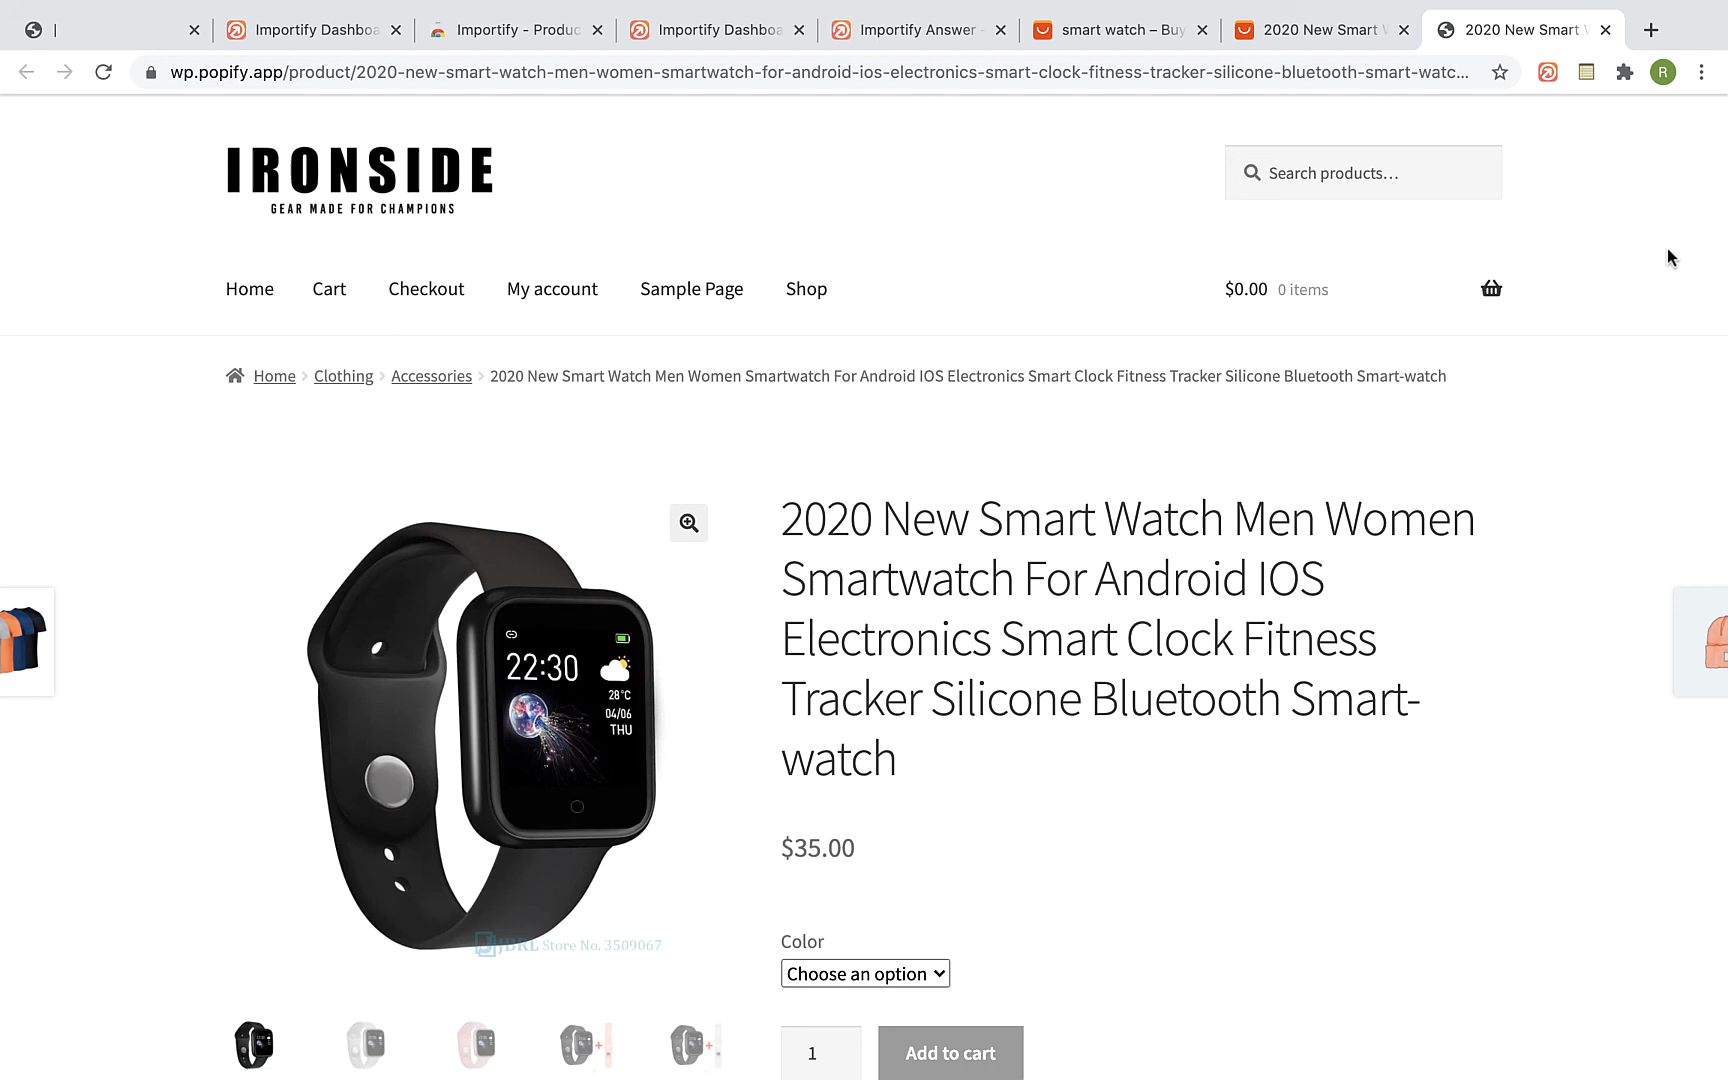 Importify Dashboa
Importify - Produc
Importify Dashboa
Importify Answer
smart watch – Buy
2020 New Smart
2020 New Smart
wp.popify.app/product/2020-new-smart-watch-men-women-smartwatch-for-android-ios-electronics-smart-clock-fitness-tracker-silicone-bluetooth-smart-watc...
R
IRONSIDE
GEAR MADE FOR CHAMPIONS
Search products…
Home Cart Checkout My account Sample Page Shop
$0.00 0 items
Home Clothing Accessories 2020 New Smart Watch Men Women Smartwatch For Android IOS Electronics Smart Clock Fitness Tracker Silicone Bluetooth Smart-watch
22:30
28°C
04/06
THU
JBRL Store No. 3509067
2020 New Smart Watch Men Women
Smartwatch For Android IOS
Electronics Smart Clock Fitness
Tracker Silicone Bluetooth Smart-
watch
$35.00
Color
Choose an option
1
Add to cart